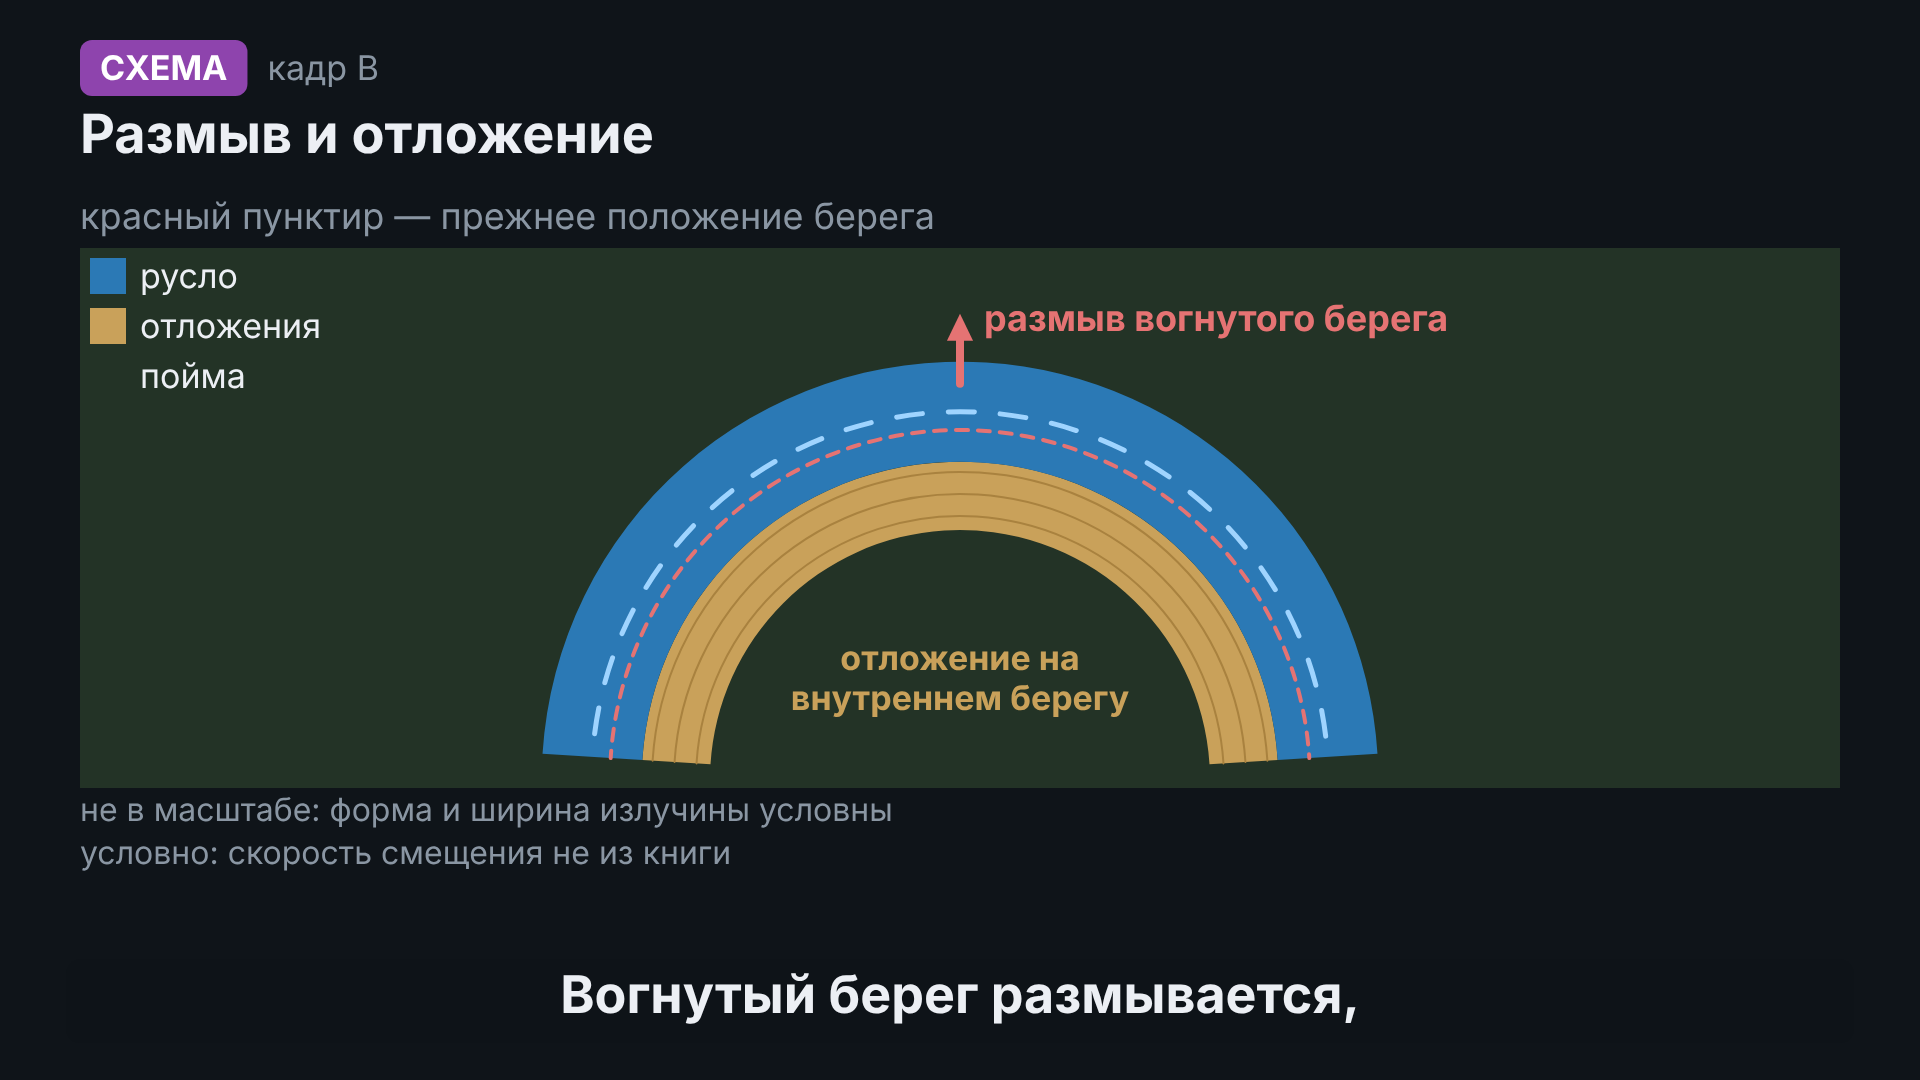 СХЕМА кадр В
Размыв и отложение
красный пунктир — прежнее положение берега
русло
отложения
пойма
размыв вогнутого берега
отложение на
внутреннем берегу
не в масштабе: форма и ширина излучины условны
условно: скорость смещения не из книги
Вогнутый берег размывается,